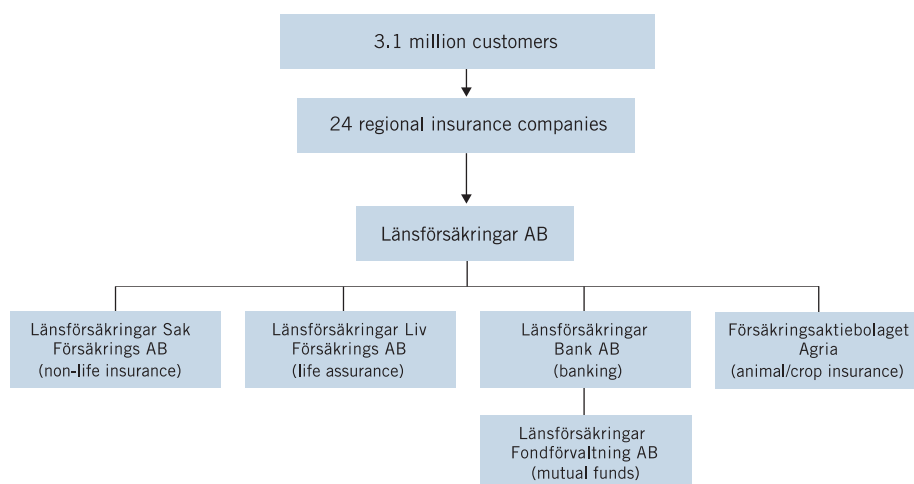 3.1 million customers
24 regional insurance companies
Länsförsäkringar AB
Länsförsäkringar Sak
Försäkrings AB
(non-life insurance)
Länsförsäkringar Liv
Försäkrings AB
(life assurance)
Länsförsäkringar
Bank AB
(banking)
Försäkringsaktiebolaget
Agria
(animal/crop insurance)
Länsförsäkringar
Fondförvaltning AB
(mutual funds)